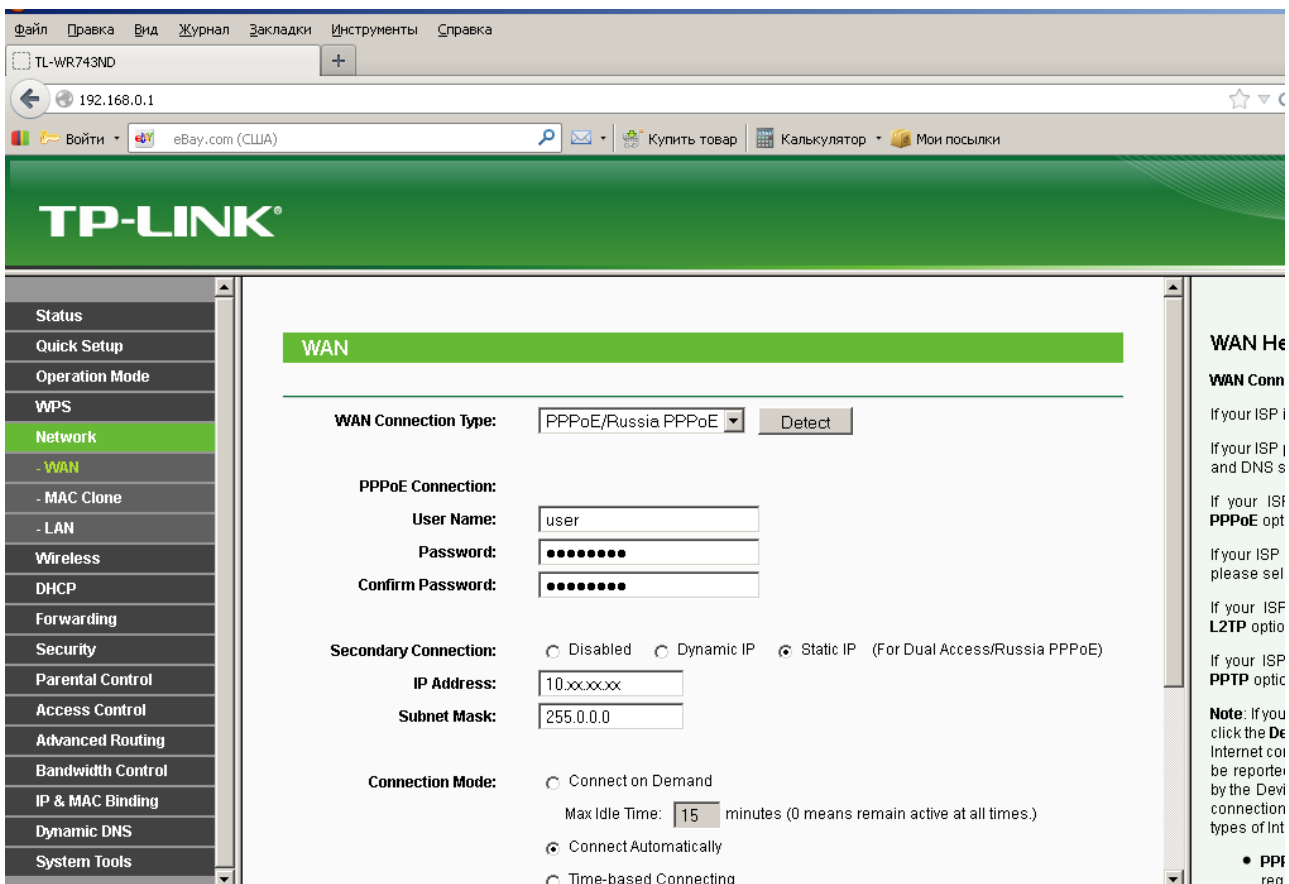 Файл Правка Вид Журнал Закладки Инструменты Справка
TL-WR743ND
192.168.0.1
Войти eBay.com (США) Купить товар Калькулятор Мои посылки
TP-LINK®
Status
Quick Setup
Operation Mode
WPS
Network
- WAN
- MAC Clone
- LAN
Wireless
DHCP
Forwarding
Security
Parental Control
Access Control
Advanced Routing
Bandwidth Control
IP & MAC Binding
Dynamic DNS
System Tools
WAN
WAN Connection Type: PPPoE/Russia PPPoE Detect
PPPoE Connection:
User Name: user
Password: ●●●●●●●●
Confirm Password: ●●●●●●●●
Secondary Connection: Disabled Dynamic IP Static IP (For Dual Access/Russia PPPoE)
IP Address: 10.xx.xx.xx
Subnet Mask: 255.0.0.0
Connection Mode: Connect on Demand
Max Idle Time: 15 minutes (0 means remain active at all times.)
Connect Automatically
Time-based Connecting
WAN He
WAN Conn
If your ISP i
If your ISP
and DNS s
If your ISP
PPPoE opt
If your ISP
please sel
If your ISP
L2TP optio
If your ISP
PPTP optio
Note: If you
click the De
Internet con
be reported
by the Devi
connection
types of Int
● PPP
req